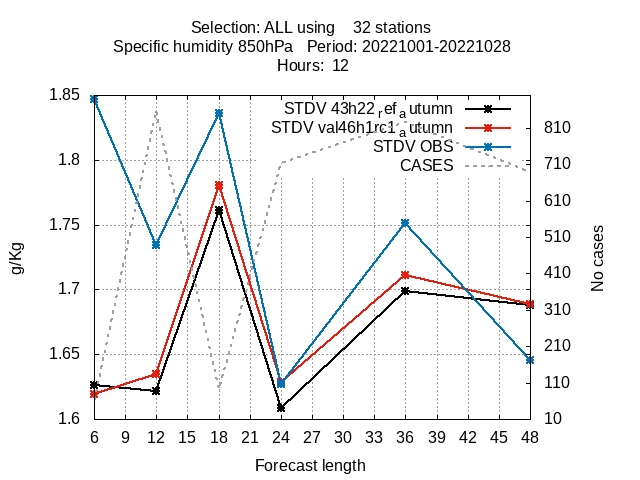 Selection: ALL using    32 stations
Specific humidity 850hPa   Period: 20221001-20221028
Hours:  12
STDV 43h22ᵣefₐutumn
STDV val46h1rc1ₐutumn
STDV OBS
CASES
1.85
1.8
1.75
1.7
1.65
1.6
810
710
610
510
410
310
210
110
10
g/Kg
No cases
6 9 12 15 18 21 24 27 30 33 36 39 42 45 48
Forecast length